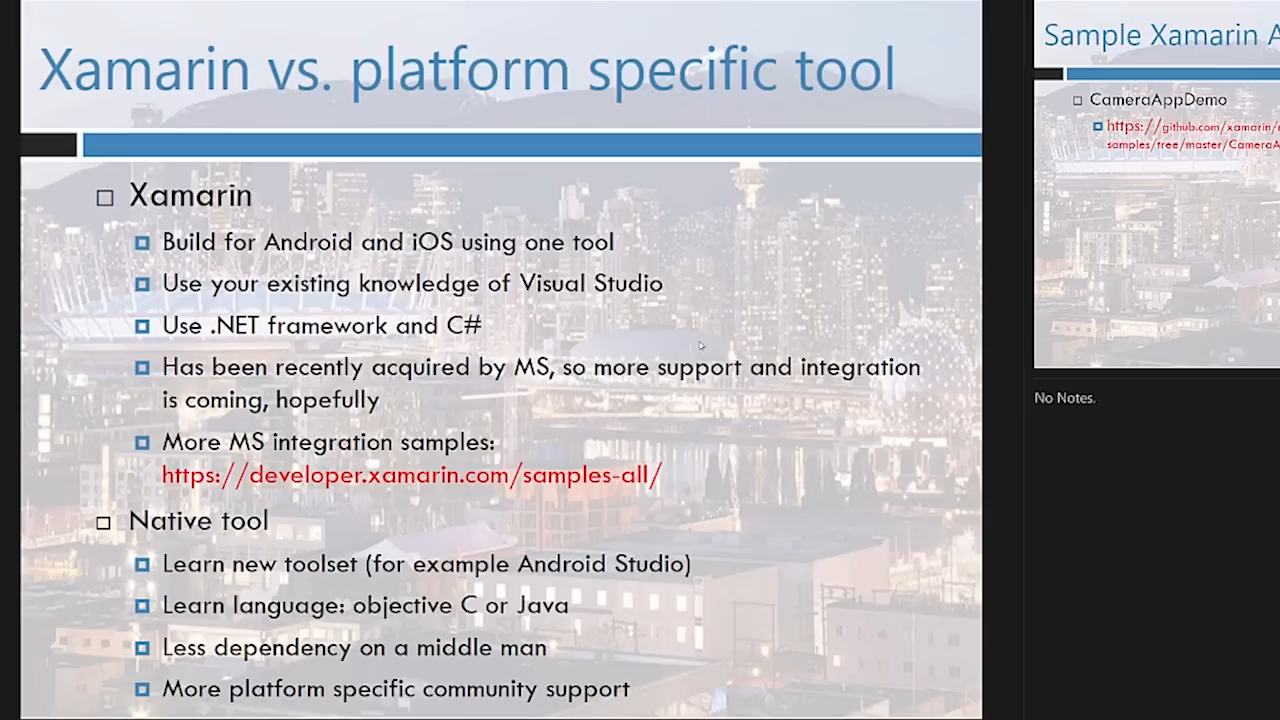 Xamarin vs. platform specific tool
Xamarin
Build for Android and iOS using one tool
Use your existing knowledge of Visual Studio
Use .NET framework and C#
Has been recently acquired by MS, so more support and integration
is coming, hopefully
More MS integration samples:
https://developer.xamarin.com/samples-all/
Native tool
Learn new toolset (for example Android Studio)
Learn language: objective C or Java
Less dependency on a middle man
More platform specific community support
Sample Xamarin A
CameraAppDemo
https://github.com/xamarin/
samples/tree/master/CameraA
No Notes.